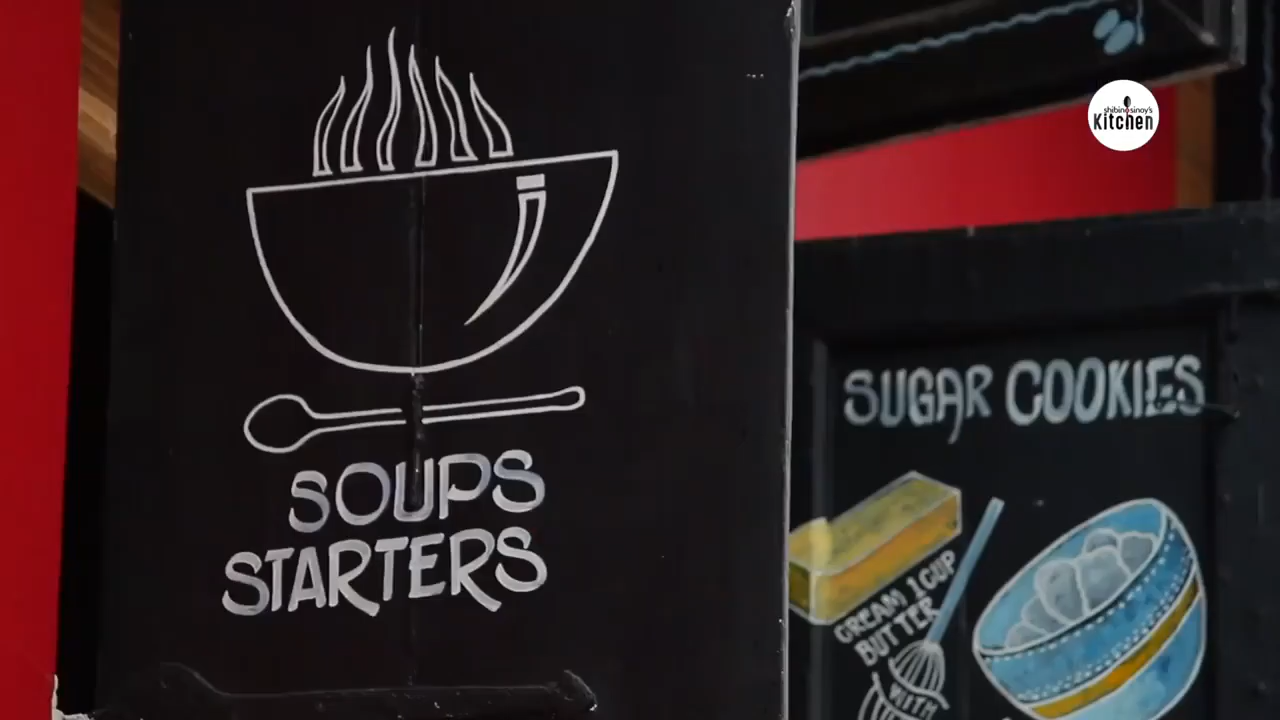 SOUPS
STARTERS
shibin sinoy's
Kitchen
SUGAR COOKIES
CREAM 1 CUP
BUTTER
WITH